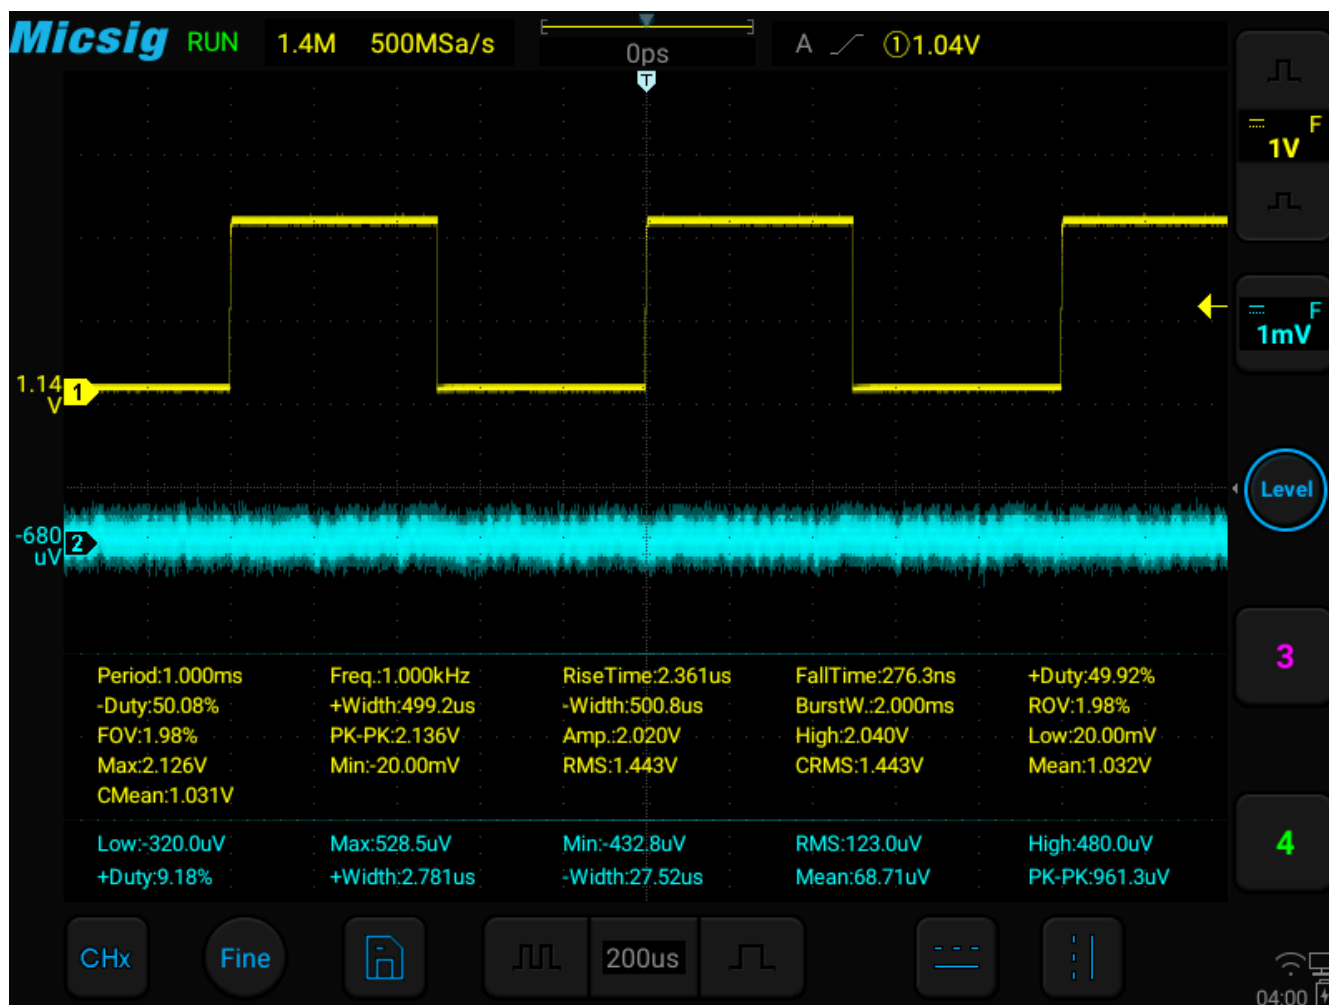 Micsig RUN 1.4M 500MSa/s 0ps A ①1.04V
T
F
1V
F
1mV
1.14
V
1
Level
-680
uV
2
3
Period:1.000ms Freq.:1.000kHz RiseTime:2.361us FallTime:276.3ns +Duty:49.92%
-Duty:50.08% +Width:499.2us -Width:500.8us BurstW.:2.000ms ROV:1.98%
FOV:1.98% PK-PK:2.136V Amp.:2.020V High:2.040V Low:20.00mV
Max:2.126V Min:-20.00mV RMS:1.443V CRMS:1.443V Mean:1.032V
CMean:1.031V
Low:-320.0uV Max:528.5uV Min:-432.8uV RMS:123.0uV High:480.0uV
4
+Duty:9.18% +Width:2.781us -Width:27.52us Mean:68.71uV PK-PK:961.3uV
CHx Fine 200us
04:00